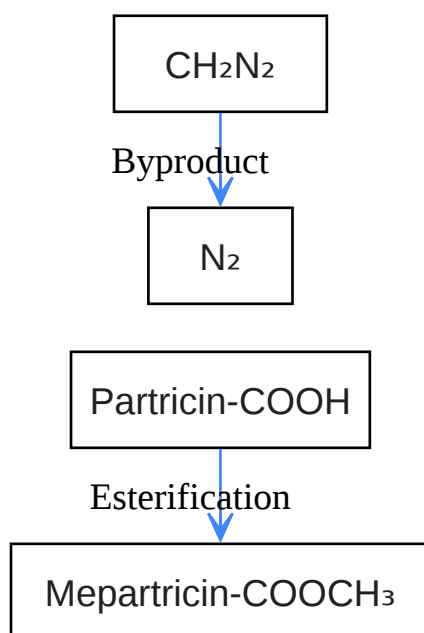 CH₂N₂
Byproduct
N₂
Partricin-COOH
Esterification
Mepartricin-COOCH₃